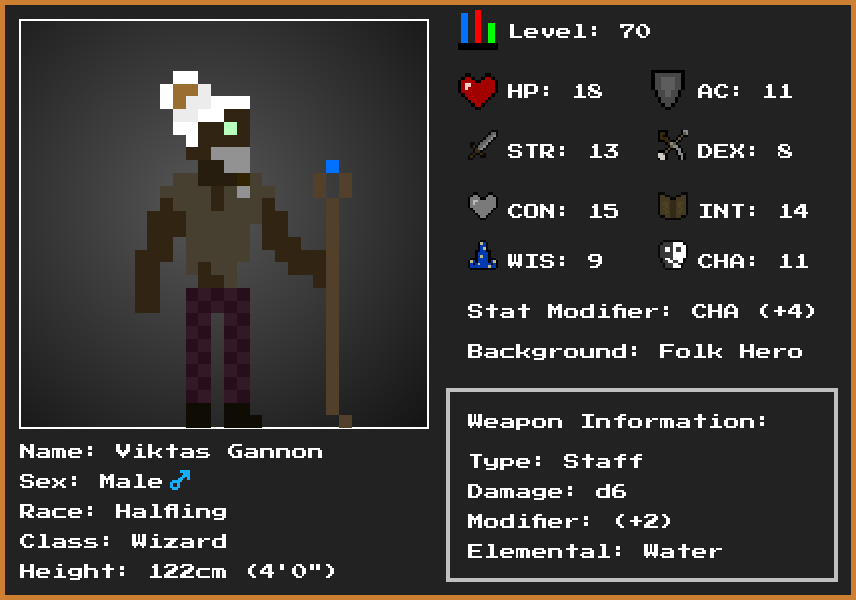 Level: 70
HP: 18
AC: 11
STR: 13
DEX: 8
CON: 15
INT: 14
WIS: 9
CHA: 11
Stat Modifier: CHA (+4)
Background: Folk Hero
Weapon Information:
Type: Staff
Damage: d6
Modifier: (+2)
Elemental: Water
Name: Viktas Gannon
Sex: Male♂
Race: Halfling
Class: Wizard
Height: 122cm (4'0")